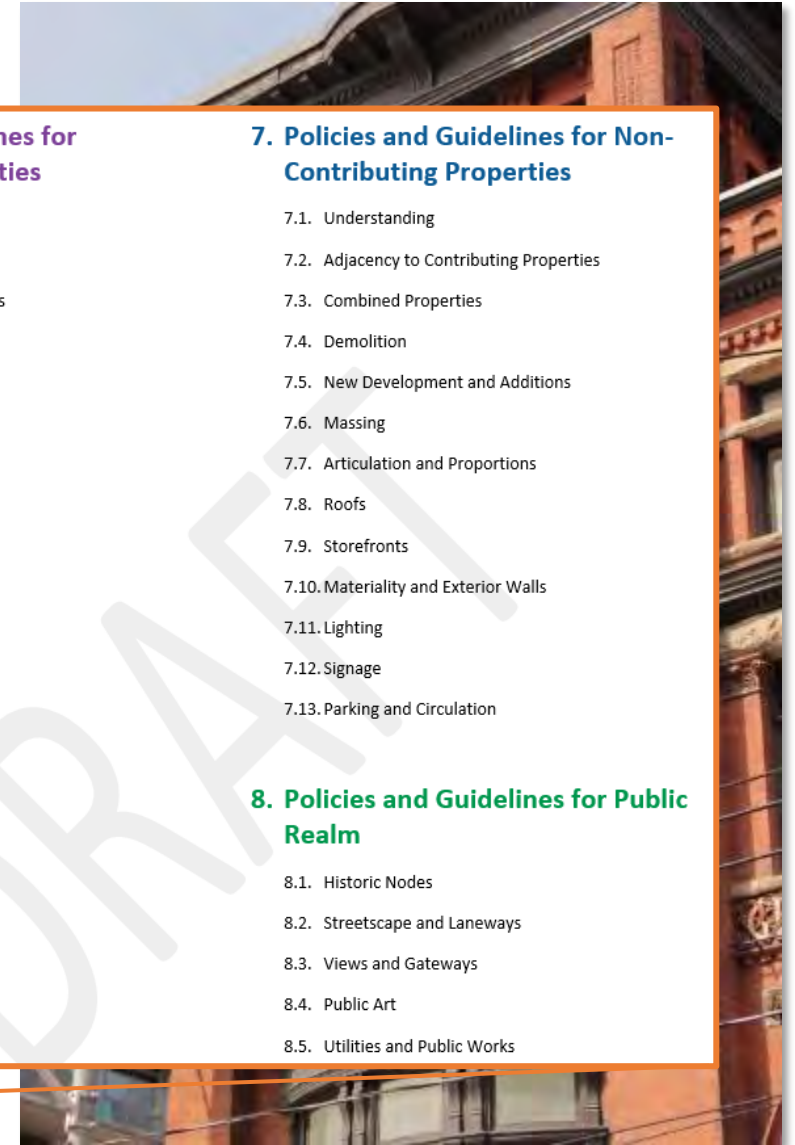 nes for
ties
s
7. Policies and Guidelines for Non-
Contributing Properties
7.1. Understanding
7.2. Adjacency to Contributing Properties
7.3. Combined Properties
7.4. Demolition
7.5. New Development and Additions
7.6. Massing
7.7. Articulation and Proportions
7.8. Roofs
7.9. Storefronts
7.10. Materiality and Exterior Walls
7.11. Lighting
7.12. Signage
7.13. Parking and Circulation
8. Policies and Guidelines for Public
Realm
8.1. Historic Nodes
8.2. Streetscape and Laneways
8.3. Views and Gateways
8.4. Public Art
8.5. Utilities and Public Works
DRAFT